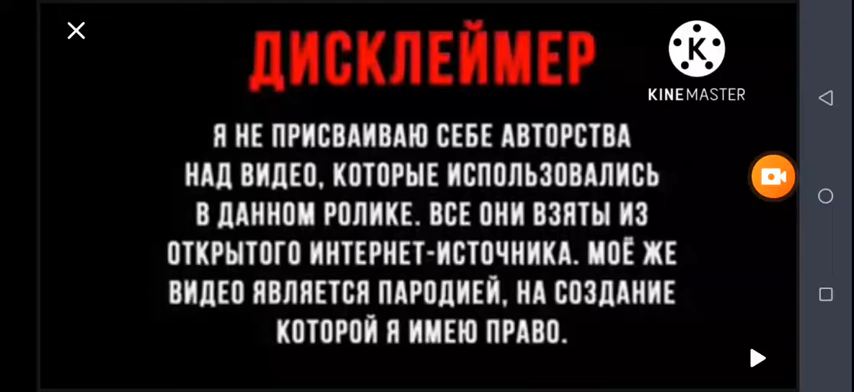 ДИСКЛЕЙМЕР
KINEMASTER
Я НЕ ПРИСВАИВАЮ СЕБЕ АВТОРСТВА
НАД ВИДЕО, КОТОРЫЕ ИСПОЛЬЗОВАЛИСЬ
В ДАННОМ РОЛИКЕ. ВСЕ ОНИ ВЗЯТЫ ИЗ
ОТКРЫТОГО ИНТЕРНЕТ-ИСТОЧНИКА. МОЁ ЖЕ
ВИДЕО ЯВЛЯЕТСЯ ПАРОДИЕЙ, НА СОЗДАНИЕ
КОТОРОЙ Я ИМЕЮ ПРАВО.